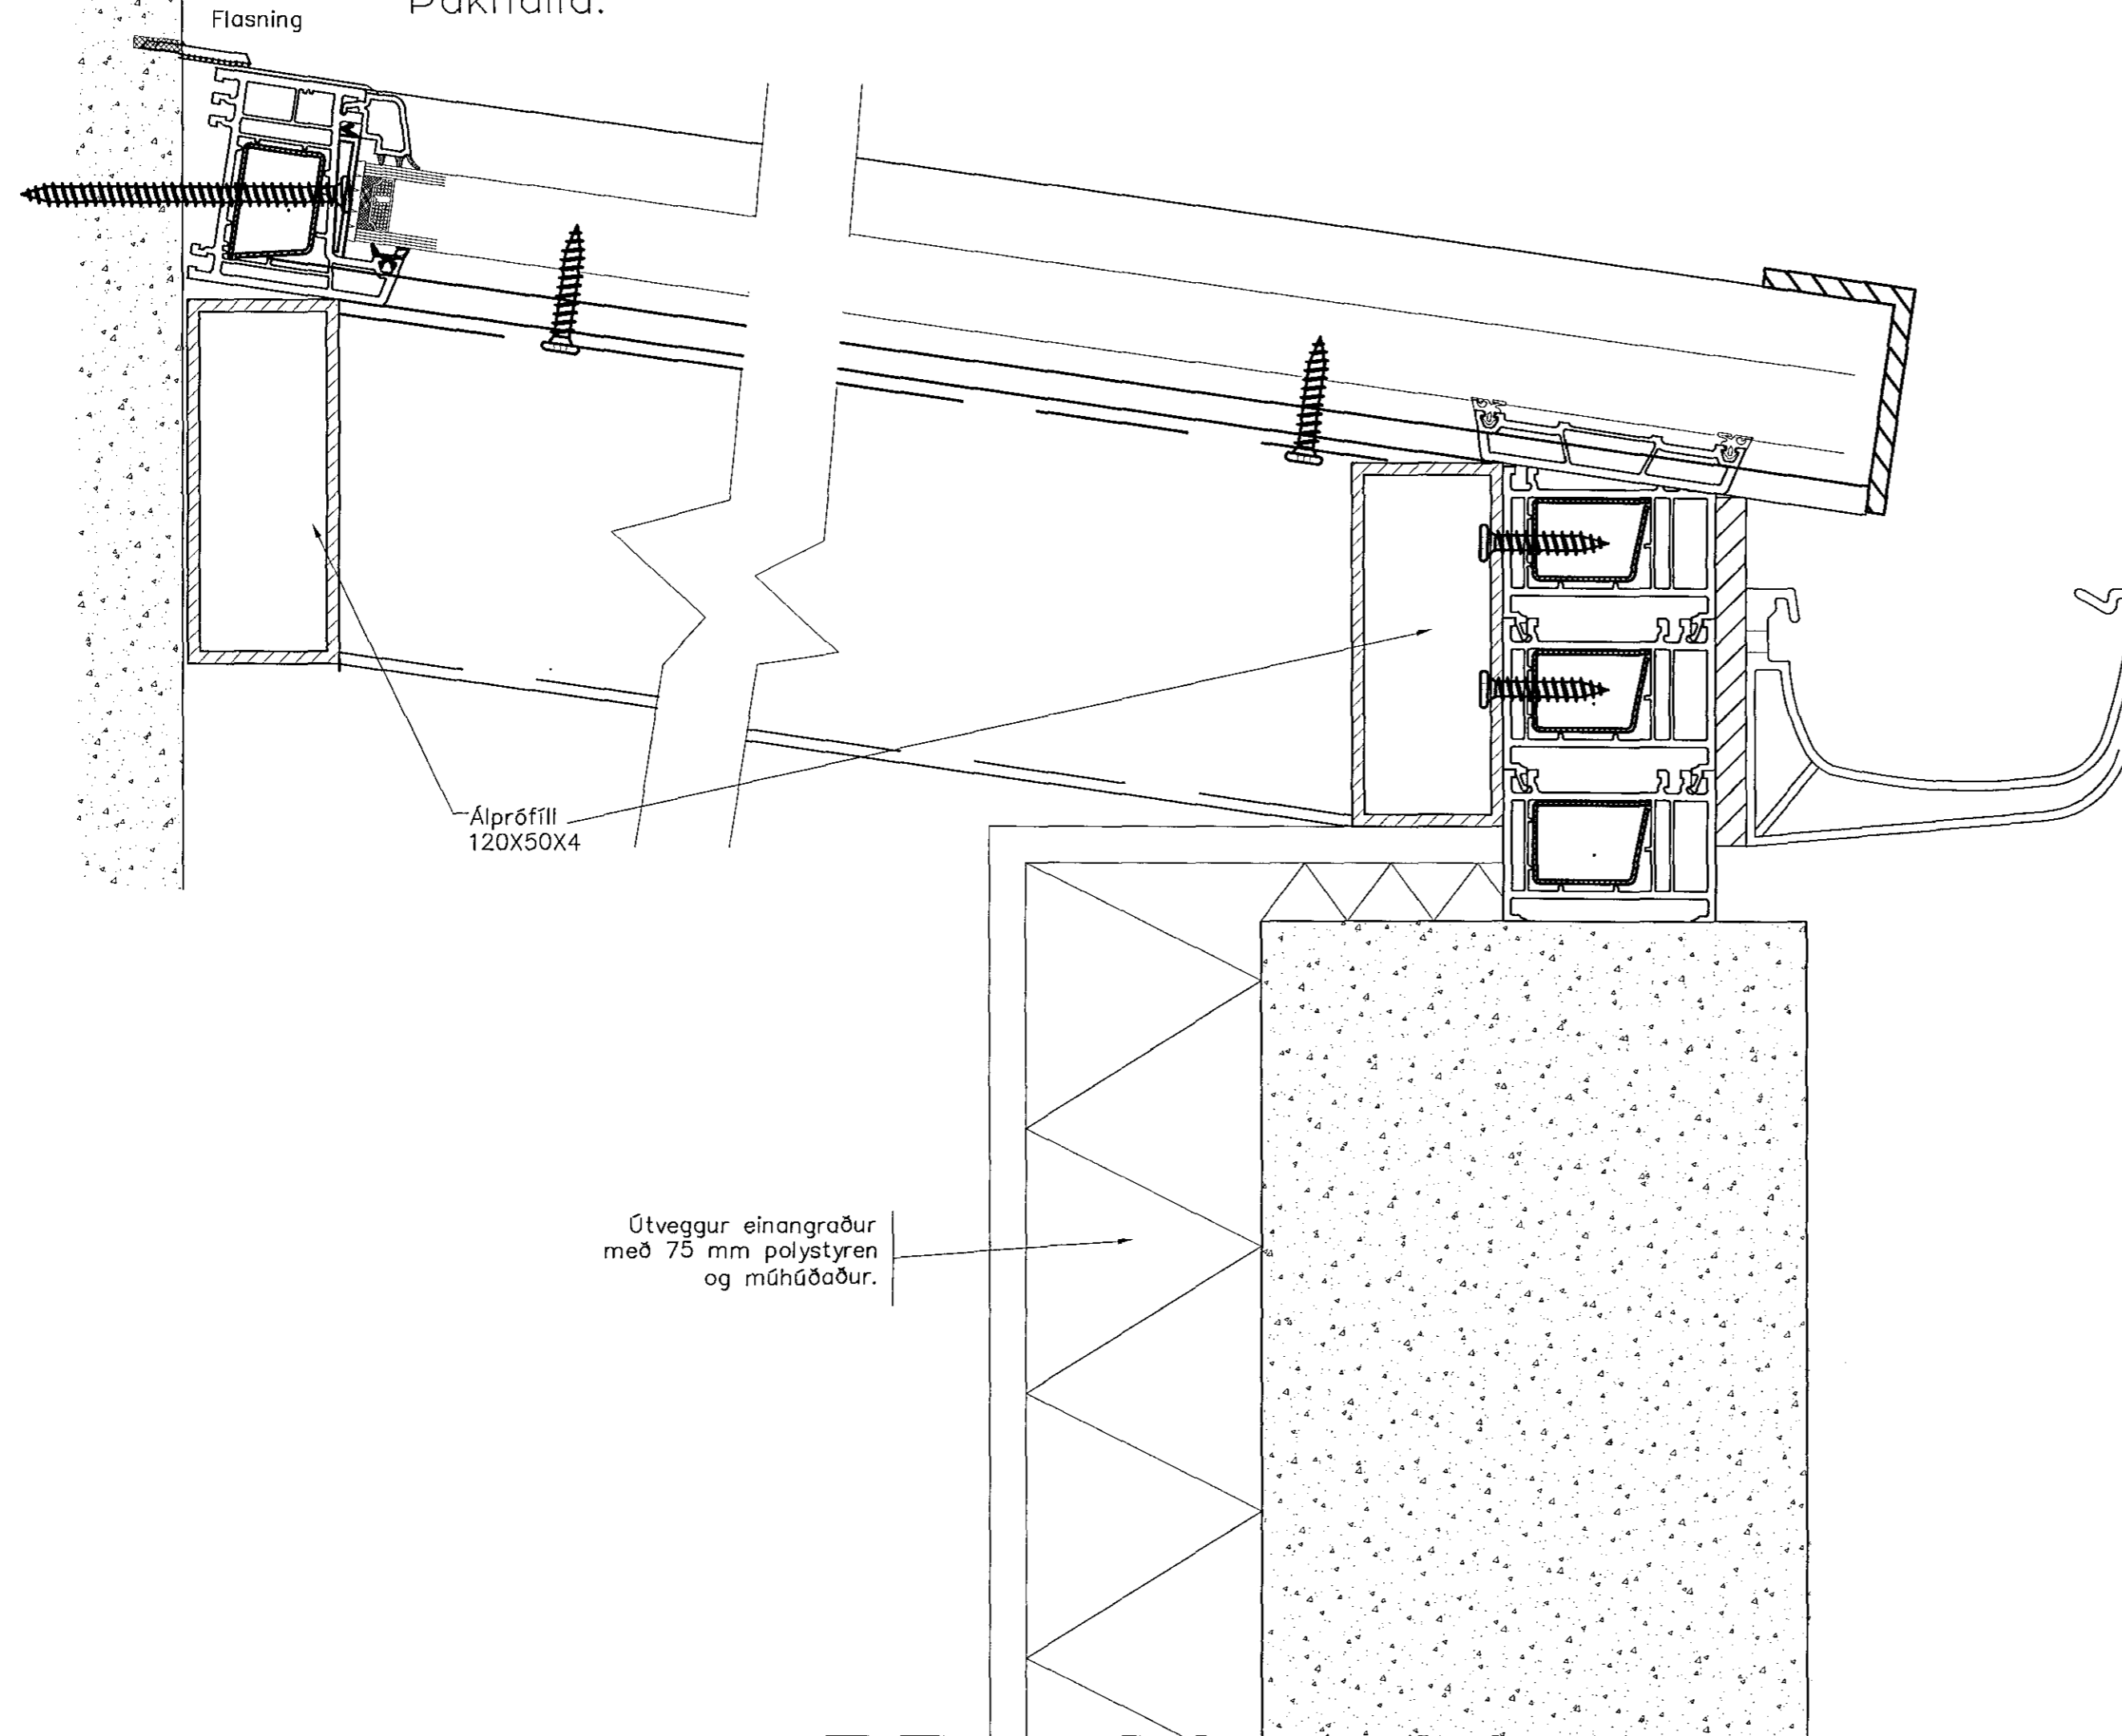 Flasning
Álprófíll
120X50X4
Útveggur einangraður
með 75 mm polystyren
og múhúðaður.